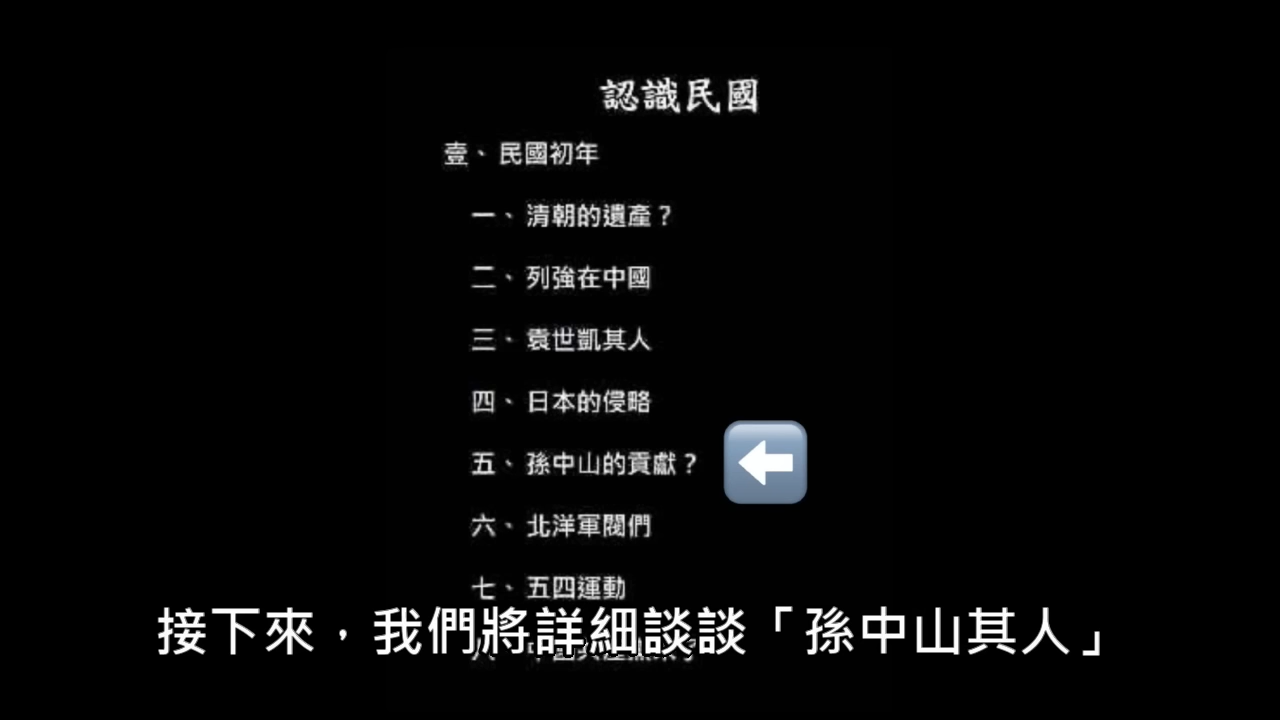 認識民國
壹、民國初年
一、清朝的遺產？
二、列強在中國
三、袁世凱其人
四、日本的侵略
五、孫中山的貢獻？
六、北洋軍閥們
七、五四運動
接下來，我們將詳細談談「孫中山其人」